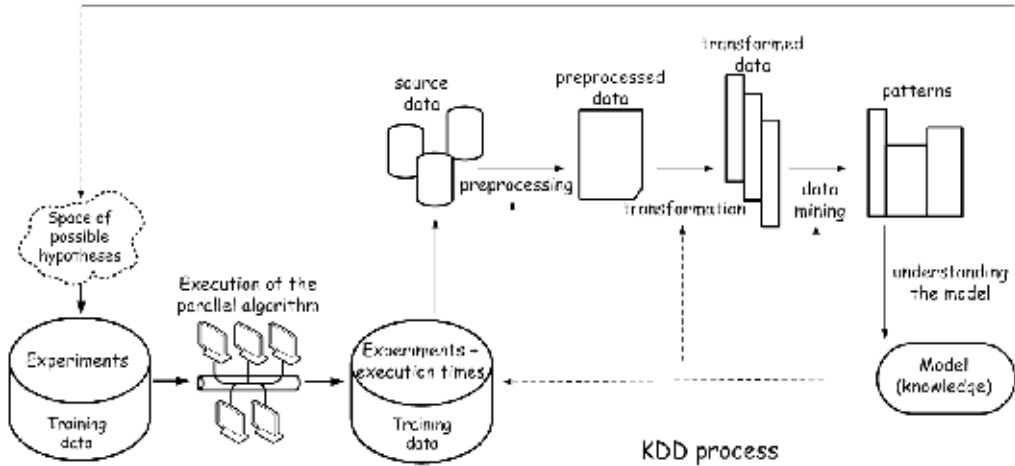 transformed
data
source
data
preprocessed
data
patterns
preprocessing
transformation
data
mining
Space of
possible
hypotheses
Execution of the
parallel algorithm
understanding
the model
Experiments
Training
data
Experiments -
execution times
Training
data
Model
(knowledge)
KDD process